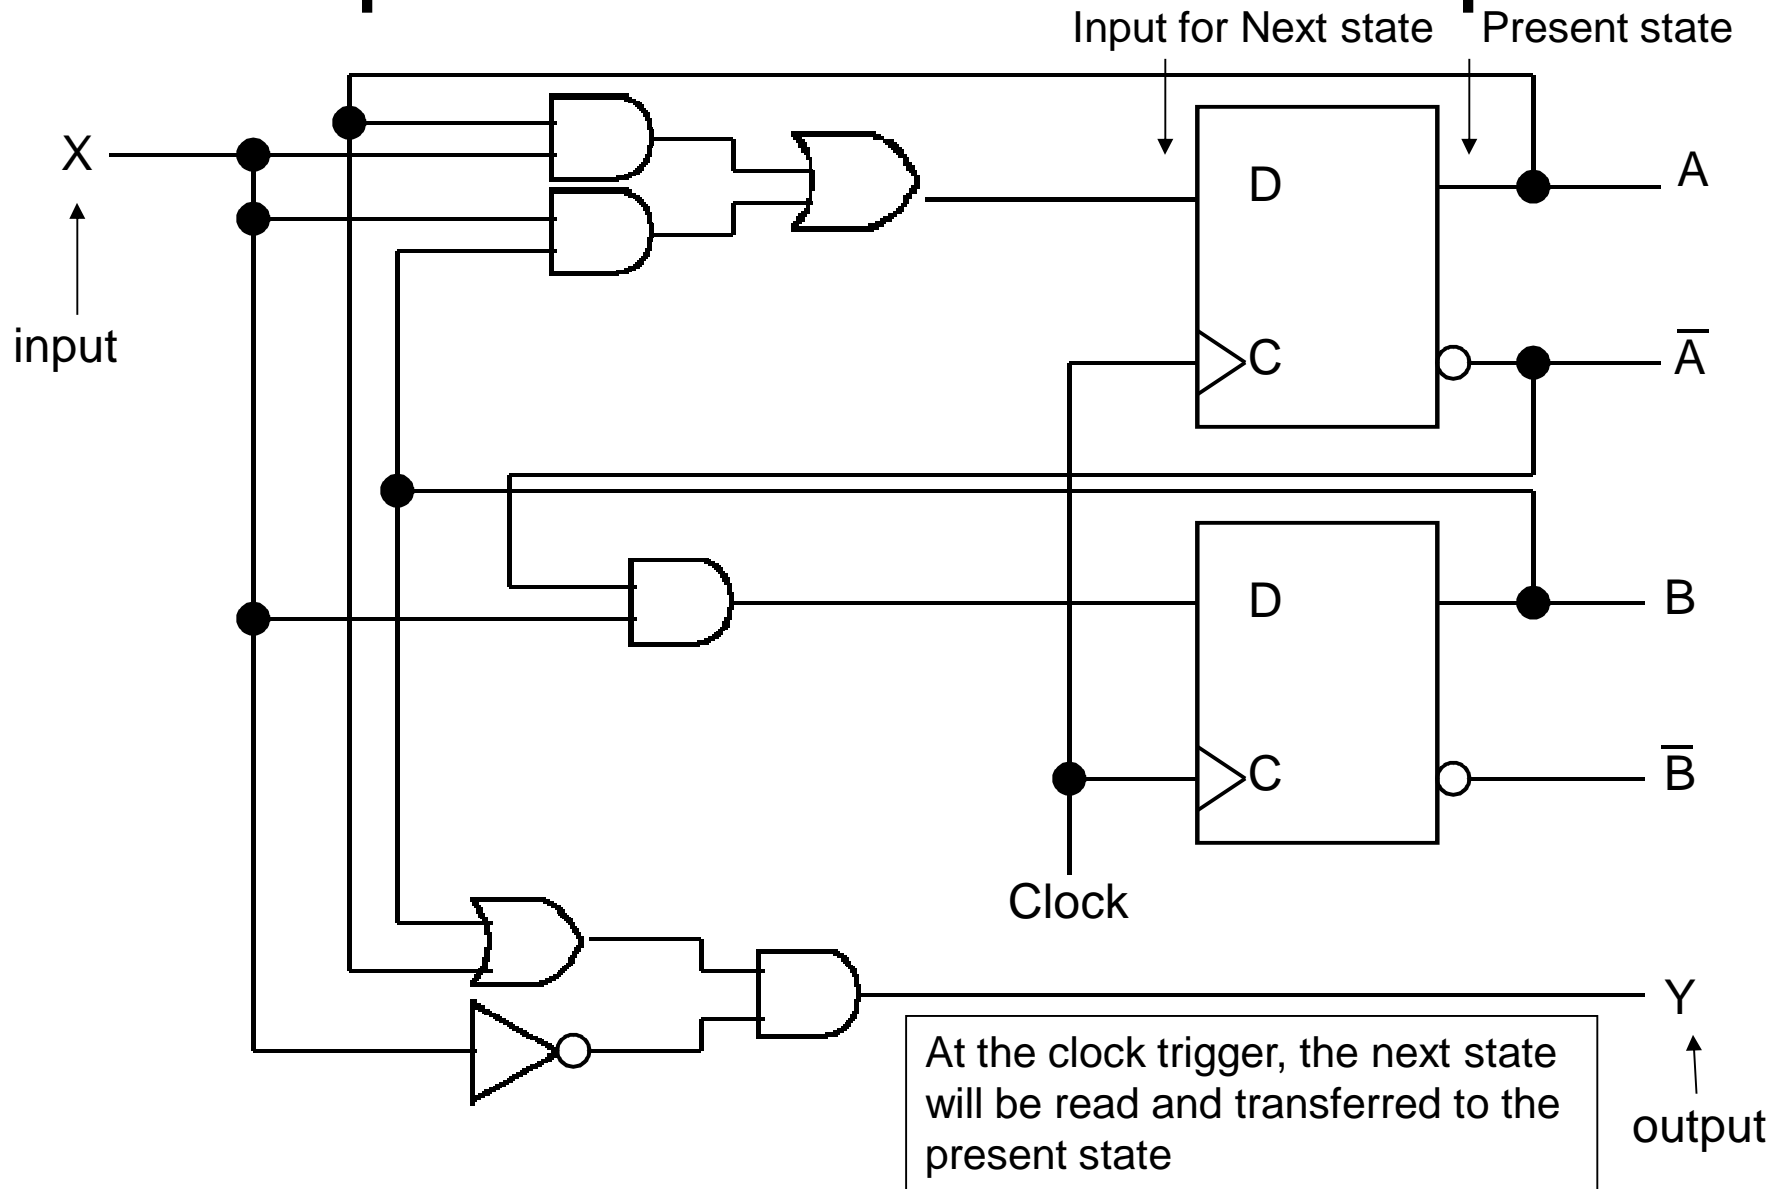 Input for Next state
Present state
X
input
D
A
C
A̅
D
B
C
B̅
Clock
Y
At the clock trigger, the next state
will be read and transferred to the
present state
output